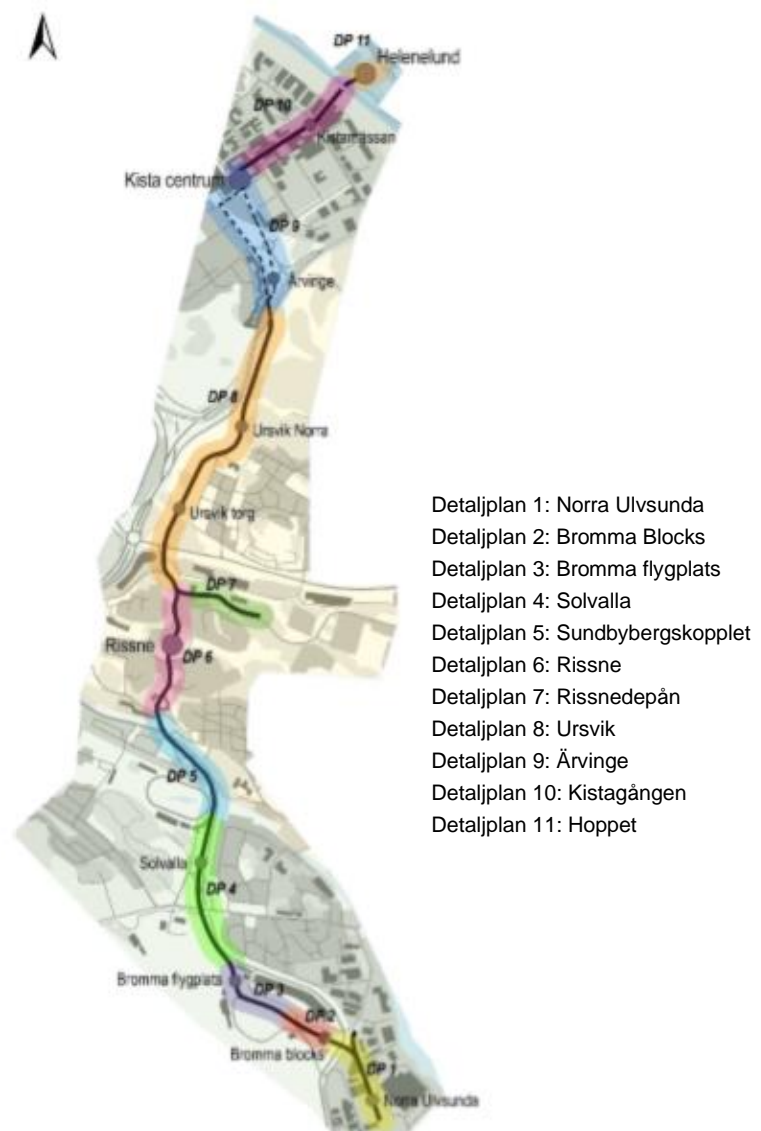 DP 11
Helenelund
DP 10
Kistamässan
Kista centrum
DP 9
Ärvinge
DP 8
Ursvik Norra
Ursvik torg
DP 7
Rissne
DP 6
DP 5
Solvalla
DP 4
Bromma flygplats
DP 3
DP 2
Bromma blocks
DP 1
Norra Ulvsunda
Detaljplan 1: Norra Ulvsunda
Detaljplan 2: Bromma Blocks
Detaljplan 3: Bromma flygplats
Detaljplan 4: Solvalla
Detaljplan 5: Sundbybergskopplet
Detaljplan 6: Rissne
Detaljplan 7: Rissnedepån
Detaljplan 8: Ursvik
Detaljplan 9: Ärvinge
Detaljplan 10: Kistagången
Detaljplan 11: Hoppet